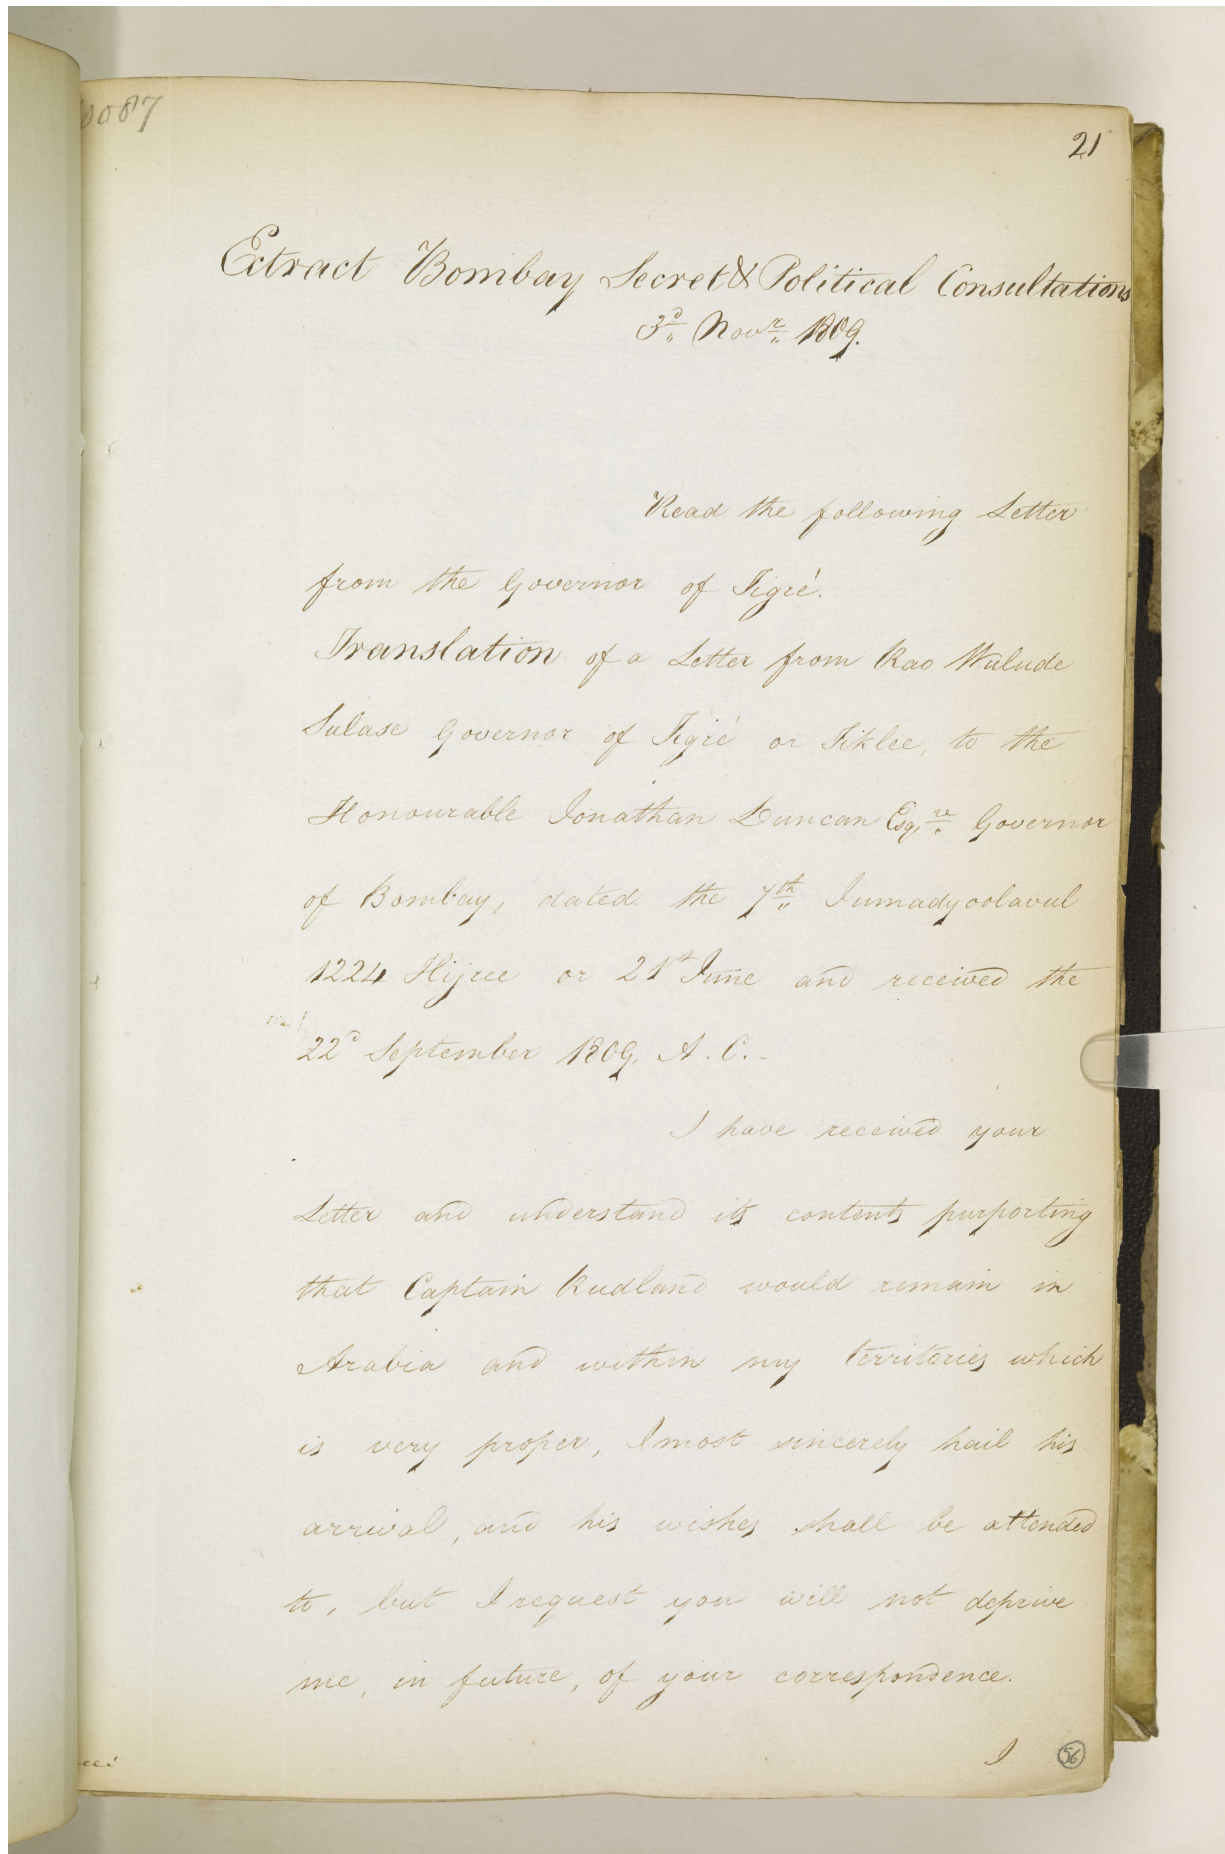 0087
21
Extract Bombay Secret & Political Consultations
3d Novr 1809.
Read the following Letter
from the Governor of Tigré.
Translation of a Letter from Rao Wulude
Sulase Governor of Tigré or Tiklee, to the
Honourable Jonathan Duncan Esqre Governor
of Bombay, dated the 7th Jumadyoolavul
1224 Hijree or 21st June and received the
22d September 1809, A. C. -
I have received your
Letter and understand its contents purporting
that Captain Rudland would remain in
Arabia and within my territories which
is very proper, I most sincerely hail his
arrival, and his wishes shall be attended
to, but I request you will not deprive
me, in future, of your correspondence.
I
56